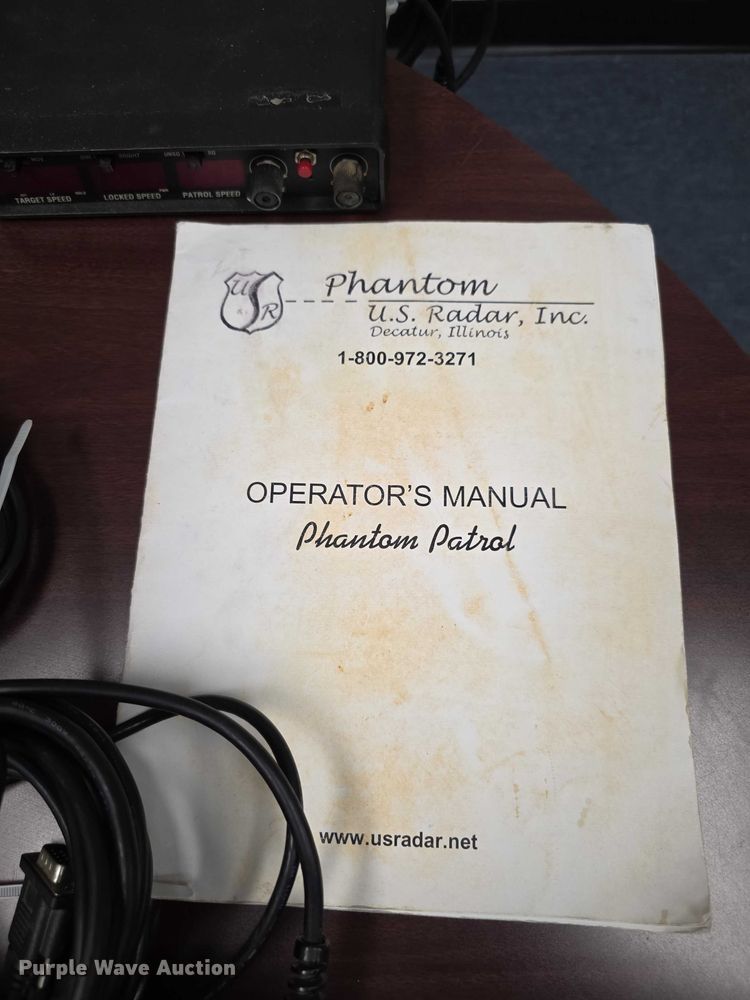 TARGET SPEED LOCKED SPEED PATROL SPEED
U S R
Phantom
U.S. Radar, Inc.
Decatur, Illinois
1-800-972-3271
OPERATOR'S MANUAL
Phantom Patrol
www.usradar.net
Purple Wave Auction